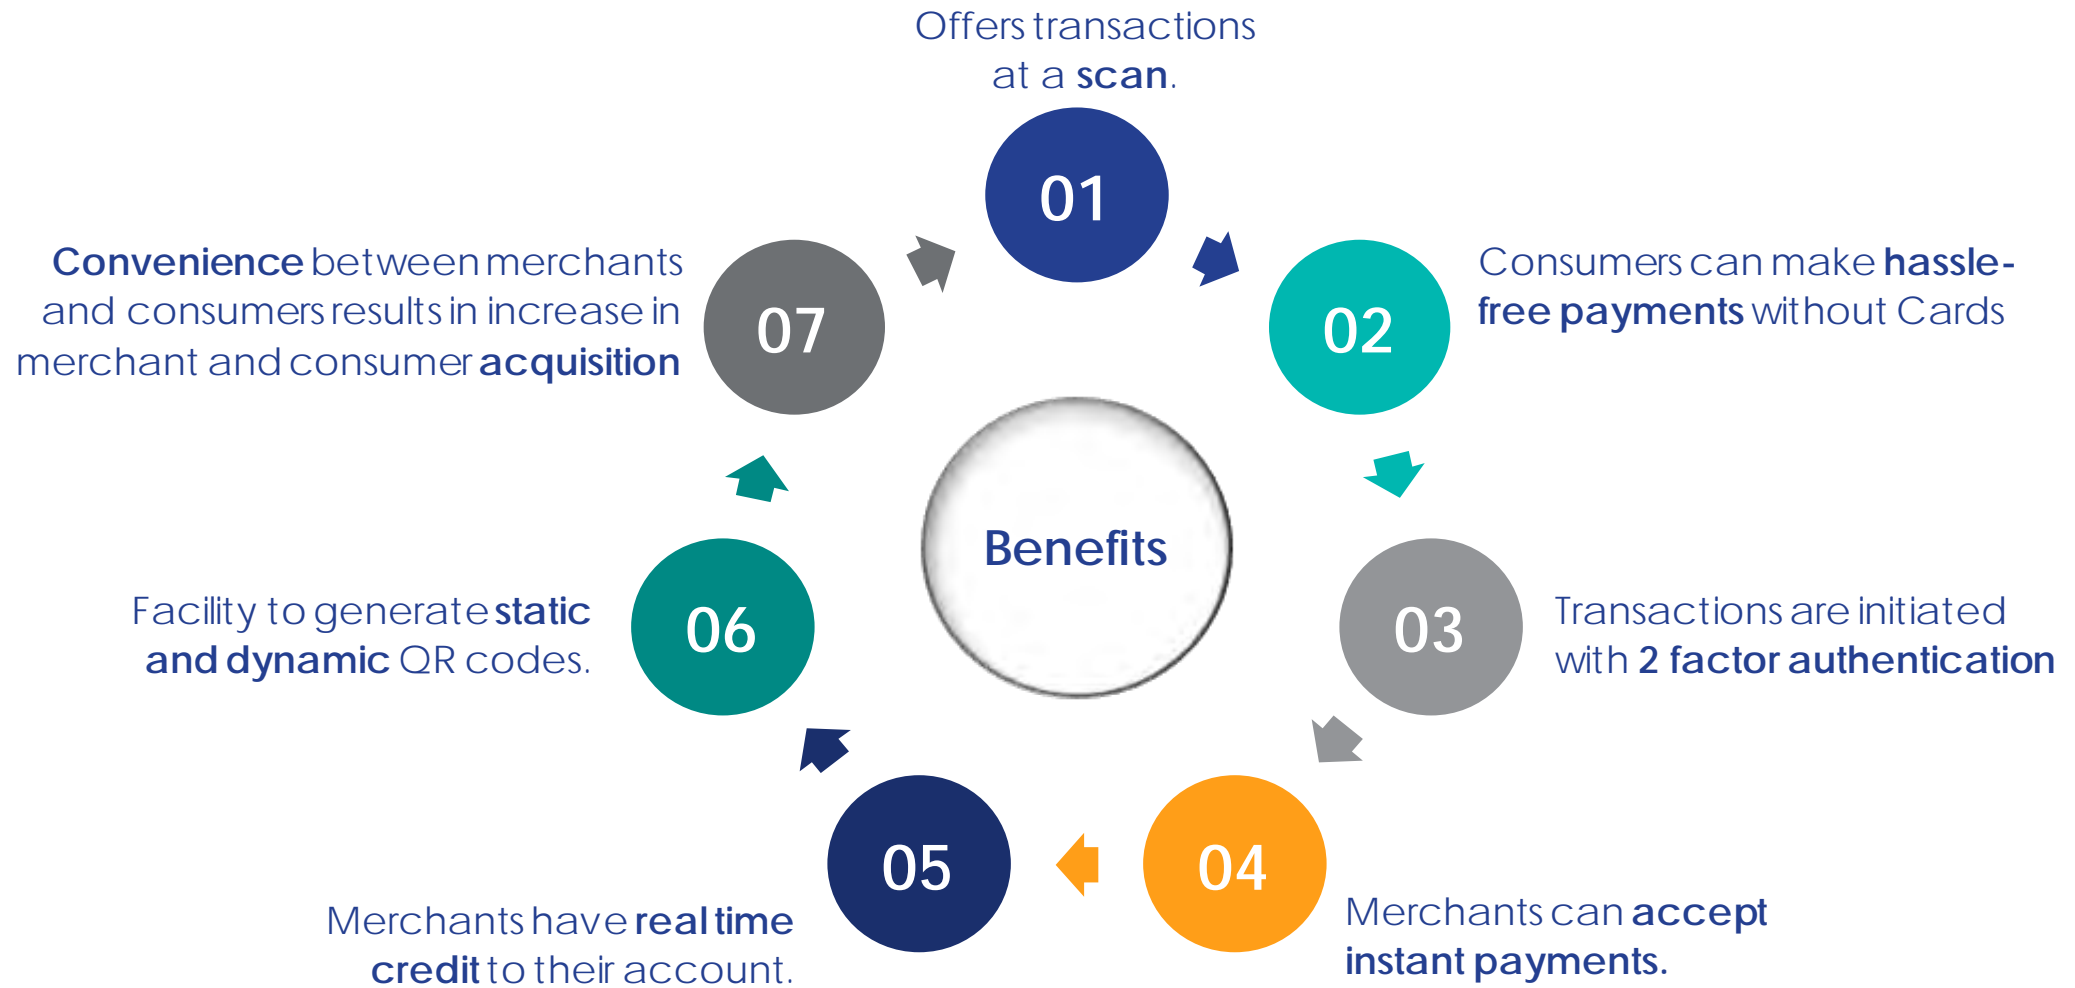 Offers transactions
at a scan.
01
Consumers can make hassle-
free payments without Cards
02
Transactions are initiated
with 2 factor authentication
03
Merchants can accept
instant payments.
04
Merchants have real time
credit to their account.
05
Facility to generate static
and dynamic QR codes.
06
Convenience between merchants
and consumers results in increase in
merchant and consumer acquisition
07
Benefits